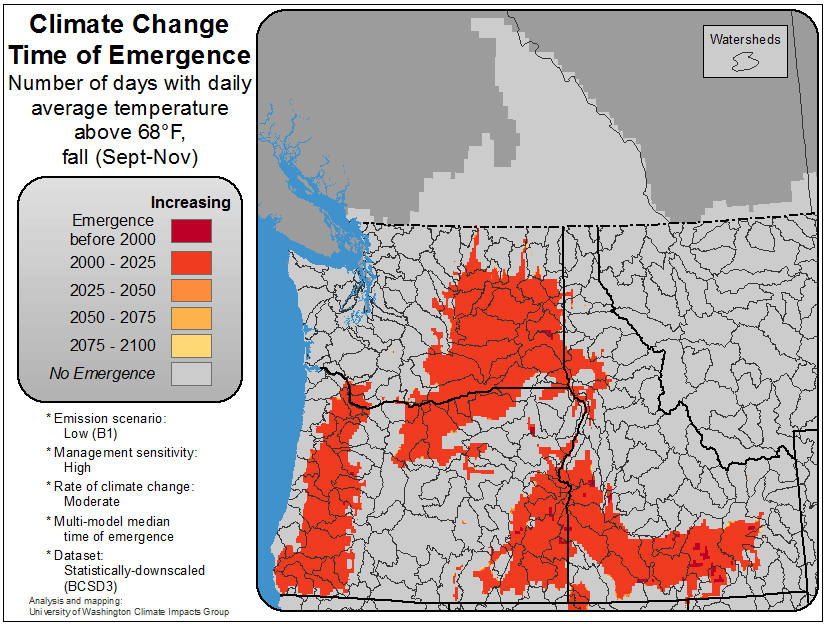 Climate Change
Time of Emergence
Number of days with daily
average temperature
above 68°F,
fall (Sept-Nov)
Watersheds
Increasing
Emergence
before 2000
2000 - 2025
2025 - 2050
2050 - 2075
2075 - 2100
No Emergence
* Emission scenario:
Low (B1)
* Management sensitivity:
High
* Rate of climate change:
Moderate
* Multi-model median
time of emergence
* Dataset:
Statistically-downscaled
(BCSD3)
Analysis and mapping:
University of Washington Climate Impacts Group